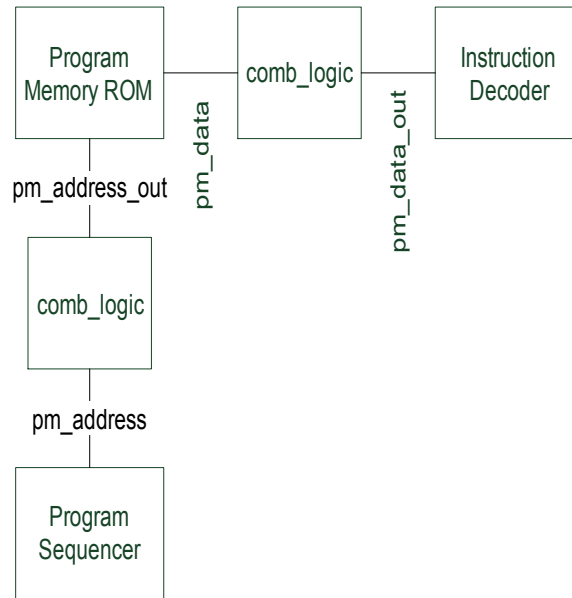 Program
Memory ROM
comb_logic
Instruction
Decoder
pm_data
pm_data_out
pm_address_out
comb_logic
pm_address
Program
Sequencer